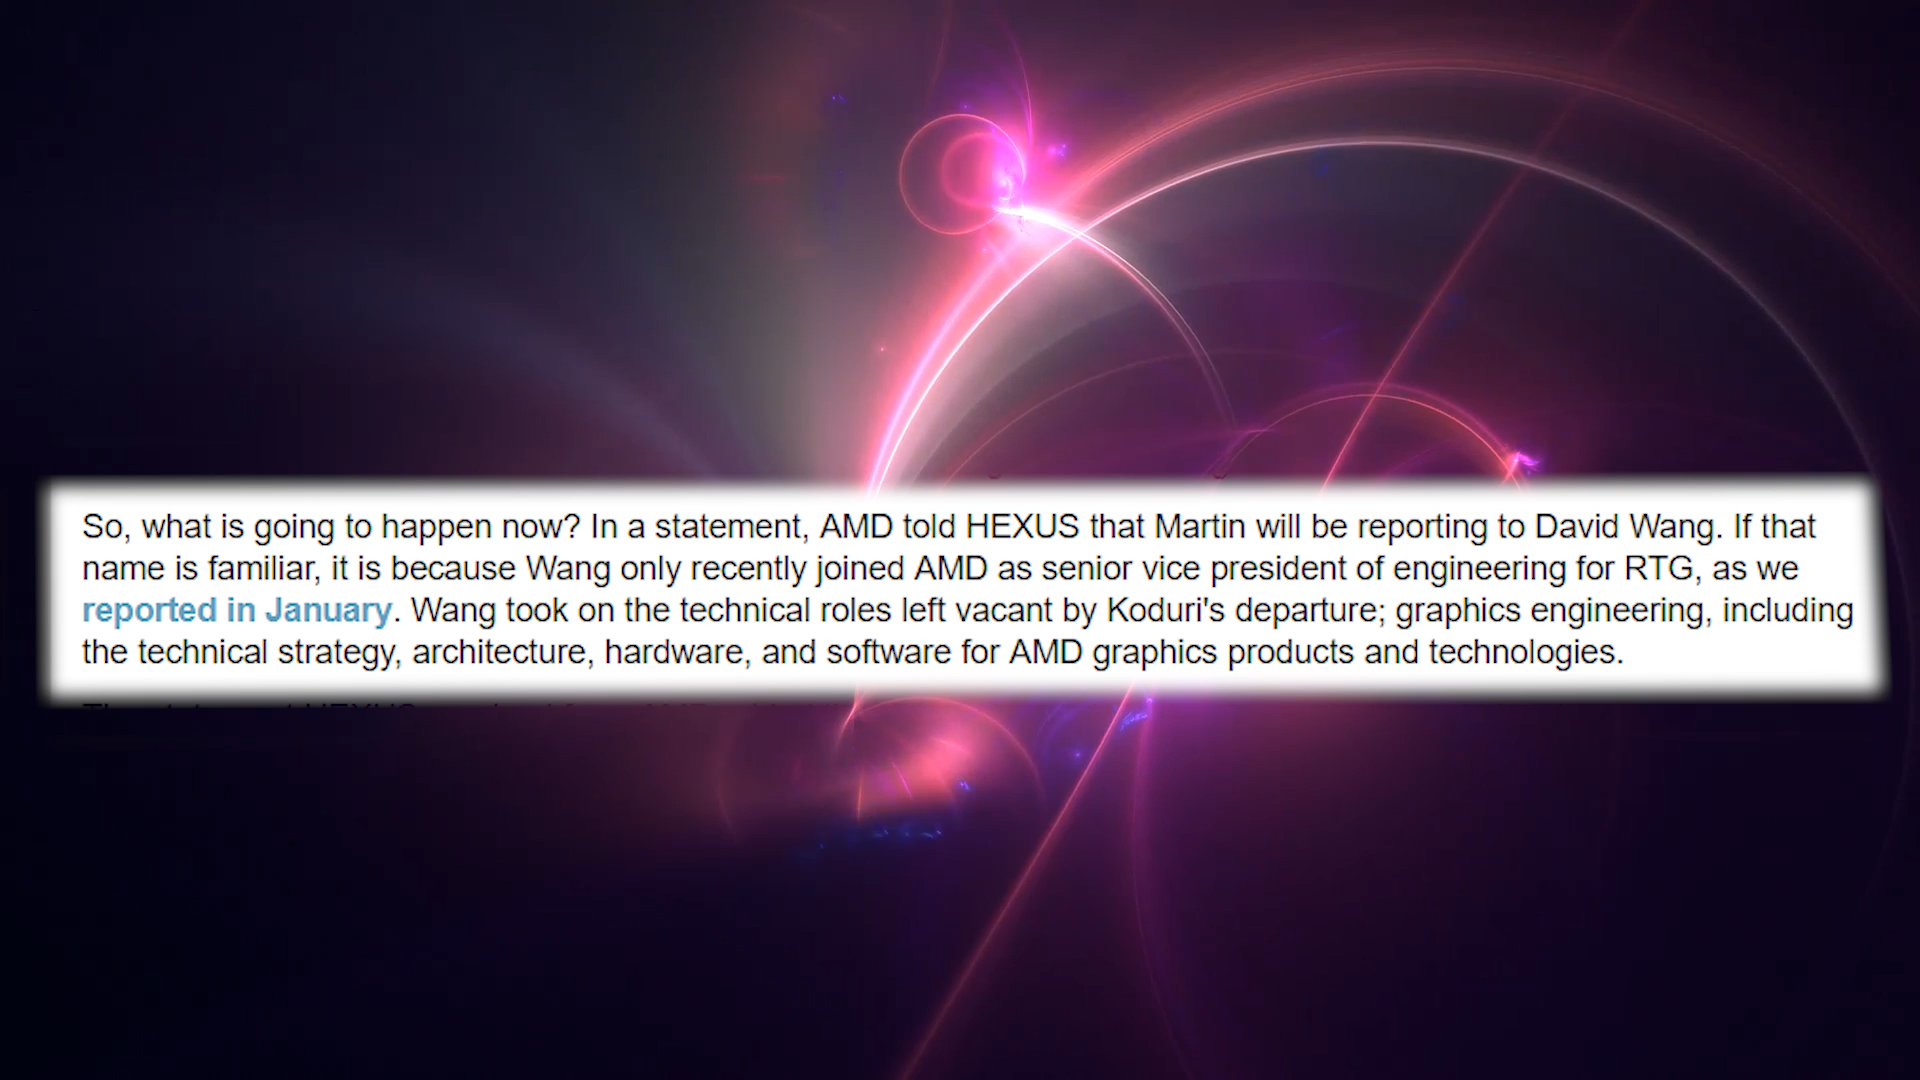 So, what is going to happen now? In a statement, AMD told HEXUS that Martin will be reporting to David Wang. If that
name is familiar, it is because Wang only recently joined AMD as senior vice president of engineering for RTG, as we
reported in January. Wang took on the technical roles left vacant by Koduri's departure; graphics engineering, including
the technical strategy, architecture, hardware, and software for AMD graphics products and technologies.